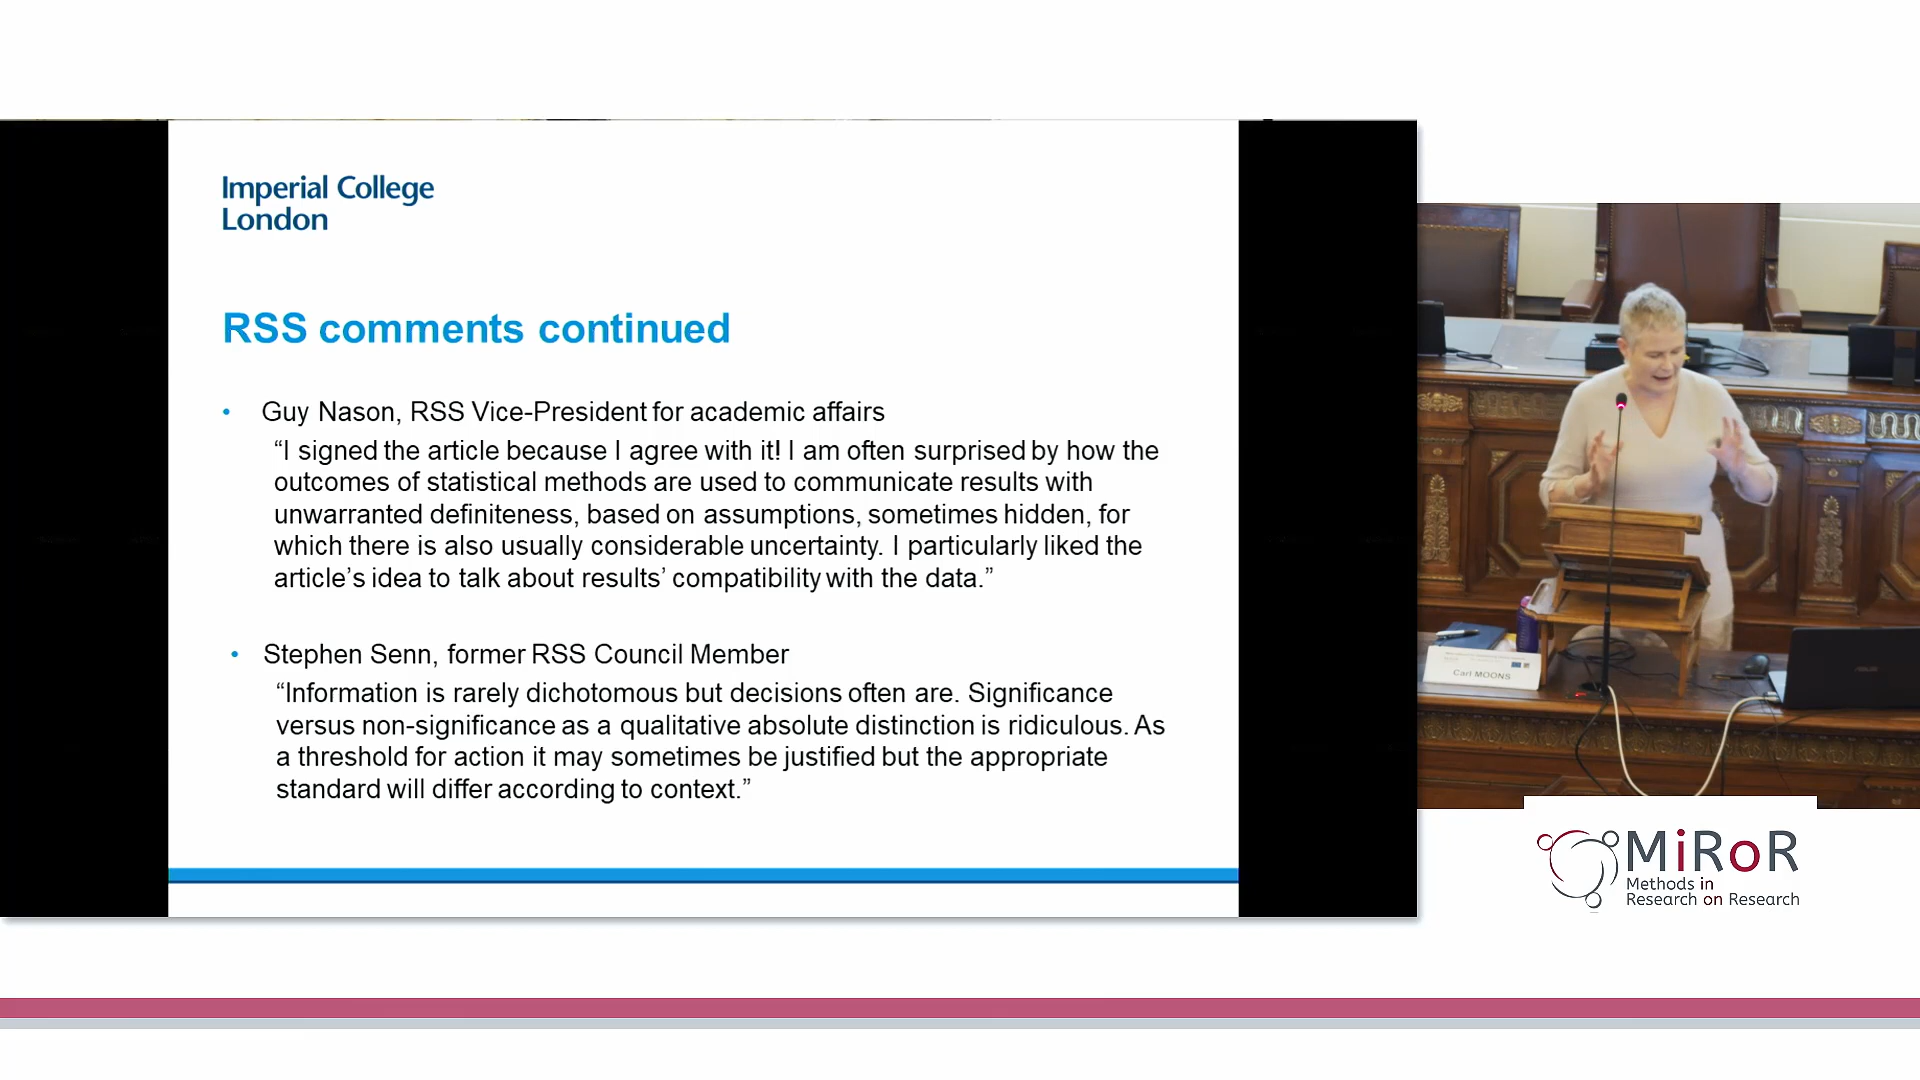 Imperial College
London
RSS comments continued
• Guy Nason, RSS Vice-President for academic affairs
“I signed the article because I agree with it! I am often surprised by how the
outcomes of statistical methods are used to communicate results with
unwarranted definiteness, based on assumptions, sometimes hidden, for
which there is also usually considerable uncertainty. I particularly liked the
article’s idea to talk about results’ compatibility with the data.”
• Stephen Senn, former RSS Council Member
“Information is rarely dichotomous but decisions often are. Significance
versus non-significance as a qualitative absolute distinction is ridiculous. As
a threshold for action it may sometimes be justified but the appropriate
standard will differ according to context.”
Carl MOONS
ASUS
MiRoR
Methods in
Research on Research